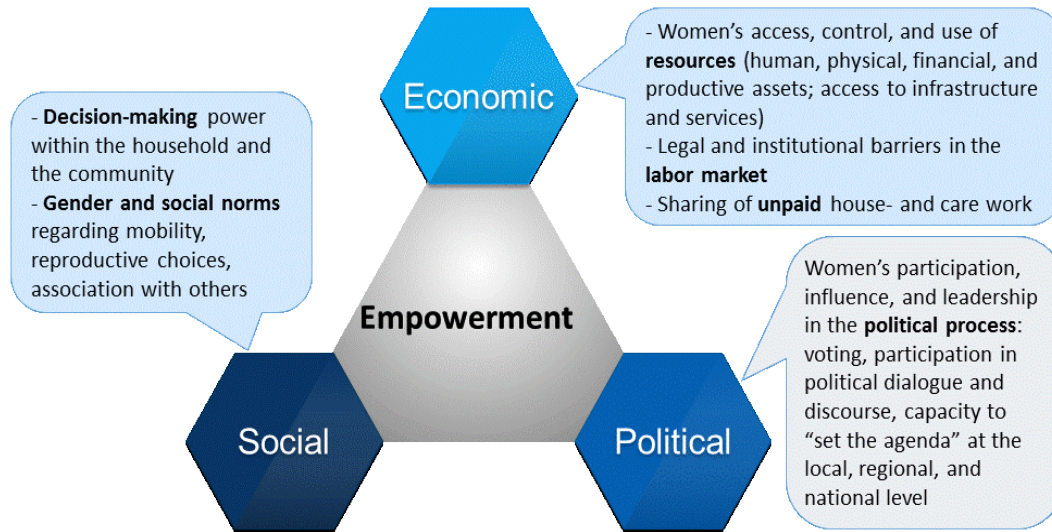 Economic
- Women's access, control, and use of
resources (human, physical, financial, and
productive assets; access to infrastructure
and services)
- Legal and institutional barriers in the
labor market
- Sharing of unpaid house- and care work
- Decision-making power
within the household and
the community
- Gender and social norms
regarding mobility,
reproductive choices,
association with others
Empowerment
Social
Political
Women's participation,
influence, and leadership
in the political process:
voting, participation in
political dialogue and
discourse, capacity to
“set the agenda” at the
local, regional, and
national level